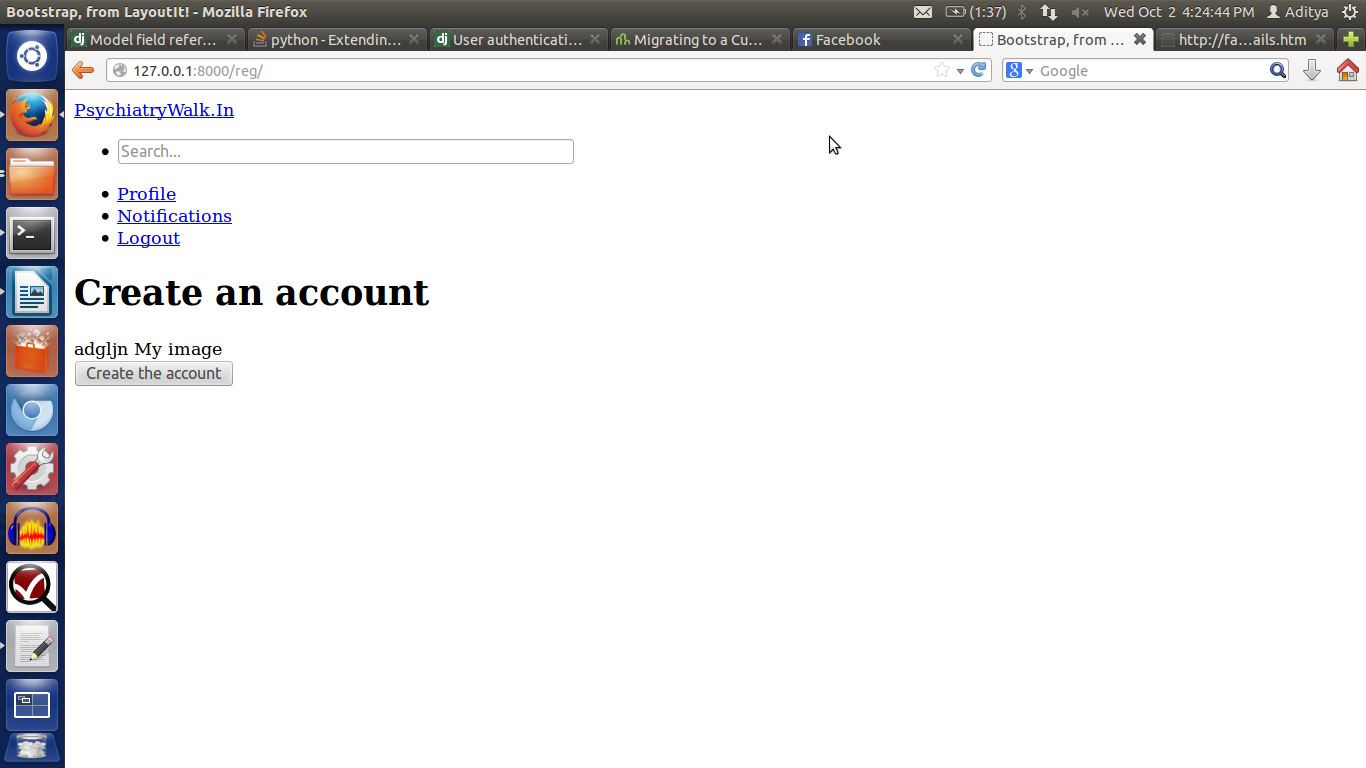 Bootstrap, from LayoutIt! - Mozilla Firefox
(1:37)
Wed Oct 2 4:24:44 PM
Aditya
Model field refer...
python - Extendin...
User authenticati...
Migrating to a Cu...
Facebook
Bootstrap, from ...
http://fa...ails.htm
127.0.0.1:8000/reg/
Google
PsychiatryWalk.In
Search...
Profile
Notifications
Logout
Create an account
adgljn My image
Create the account